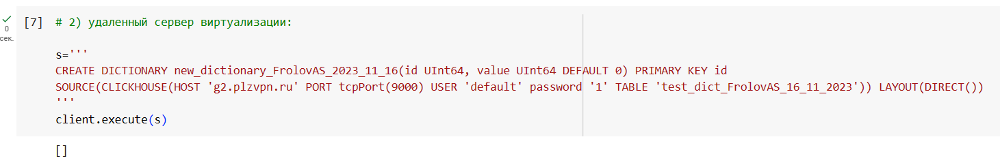 [7] # 2) удаленный сервер виртуализации:
0
сек.
s='''
CREATE DICTIONARY new_dictionary_FrolovAS_2023_11_16(id UInt64, value UInt64 DEFAULT 0) PRIMARY KEY id
SOURCE(CLICKHOUSE(HOST 'g2.plzvpn.ru' PORT tcpPort(9000) USER 'default' password '1' TABLE 'test_dict_FrolovAS_16_11_2023')) LAYOUT(DIRECT())
'''
client.execute(s)
[]